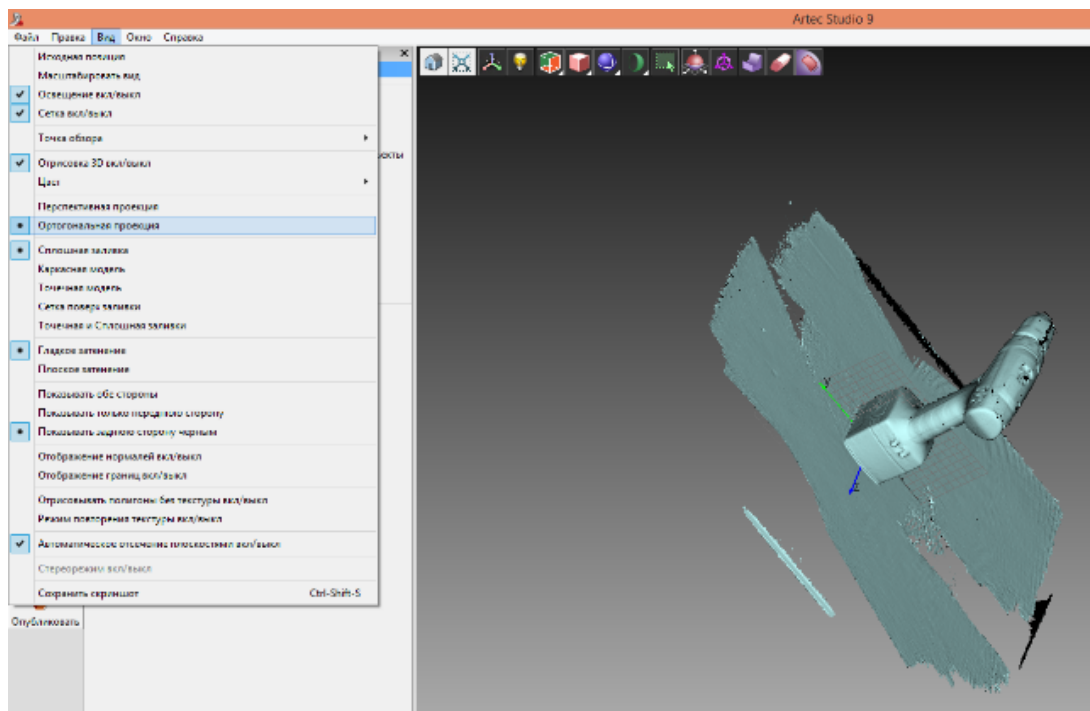 Artec Studio 9
Файл Правка Вид Окно Справка
Исходная позиция
Масштабировать вид
Освещение вкл/выкл
Сетка вкл/выкл
Точка обзора
Отрисовка 3D вкл/выкл
Цвет
Перспективная проекция
Ортогональная проекция
Сплошная заливка
Каркасная модель
Точечная модель
Сетка поверх заливки
Точечная и Сплошная заливки
Гладкое затенение
Плоское затенение
Показывать обе стороны
Показывать только переднюю сторону
Показывать заднюю сторону черным
Отображение нормалей вкл/выкл
Отображение границ вкл/выкл
Отрисовывать полигоны без текстуры вкл/выкл
Режим повторения текстуры вкл/выкл
Автоматическое отсечение плоскостями вкл/выкл
Стереорежим вкл/выкл
Сохранить скриншот Ctrl-Shift-S
Опубликовать
y
z